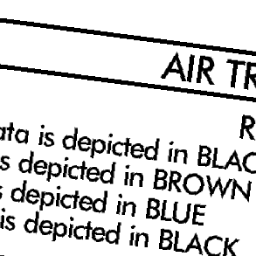 AIR TR
R
ata is depicted in BLAC
s depicted in BROWN
s depicted in BLUE
is depicted in BLACK